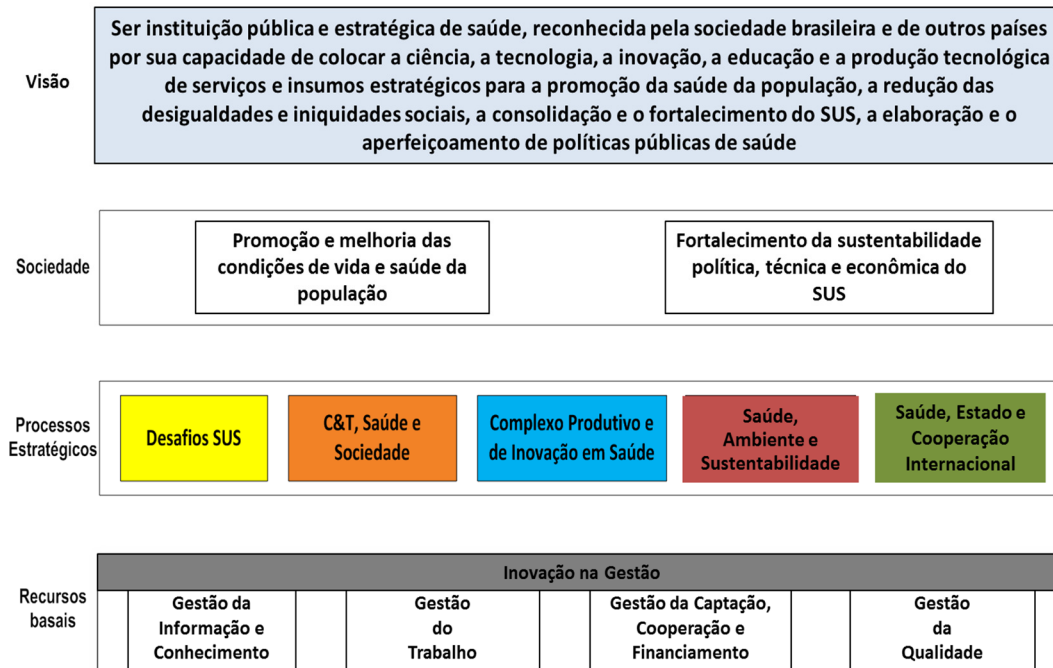 Visão
Ser instituição pública e estratégica de saúde, reconhecida pela sociedade brasileira e de outros países
por sua capacidade de colocar a ciência, a tecnologia, a inovação, a educação e a produção tecnológica
de serviços e insumos estratégicos para a promoção da saúde da população, a redução das
desigualdades e iniquidades sociais, a consolidação e o fortalecimento do SUS, a elaboração e o
aperfeiçoamento de políticas públicas de saúde
Sociedade
Promoção e melhoria das
condições de vida e saúde da
população
Fortalecimento da sustentabilidade
política, técnica e econômica do
SUS
Processos
Estratégicos
Desafios SUS
C&T, Saúde e
Sociedade
Complexo Produtivo e
de Inovação em Saúde
Saúde,
Ambiente e
Sustentabilidade
Saúde, Estado e
Cooperação
Internacional
Recursos
basais
Inovação na Gestão
Gestão da
Informação e
Conhecimento
Gestão
do
Trabalho
Gestão da Captação,
Cooperação e
Financiamento
Gestão
da
Qualidade